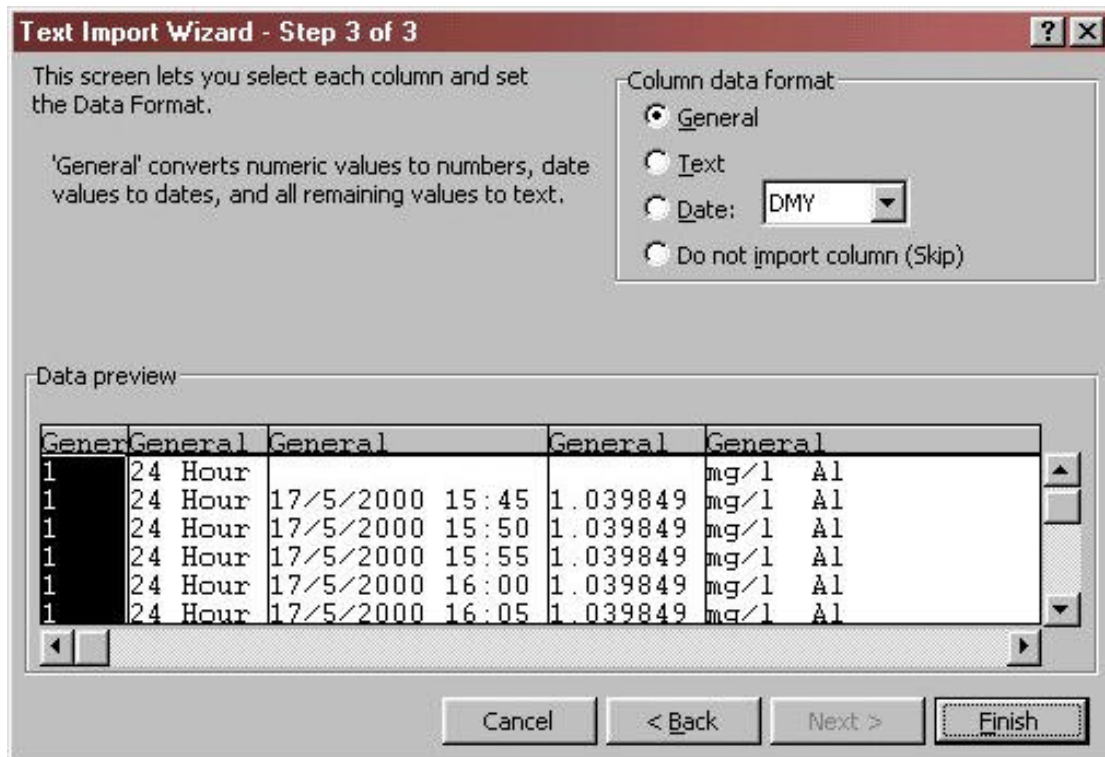 Text Import Wizard - Step 3 of 3
This screen lets you select each column and set
the Data Format.
'General' converts numeric values to numbers, date
values to dates, and all remaining values to text.
Column data format
General
Text
Date: DMY
Do not import column (Skip)
Data preview
Gener General General General General
1 24 Hour mg/l Al
1 24 Hour 17/5/2000 15:45 1.039849 mg/l Al
1 24 Hour 17/5/2000 15:50 1.039849 mg/l Al
1 24 Hour 17/5/2000 15:55 1.039849 mg/l Al
1 24 Hour 17/5/2000 16:00 1.039849 mg/l Al
1 24 Hour 17/5/2000 16:05 1.039849 mg/l Al
Cancel < Back Next > Finish